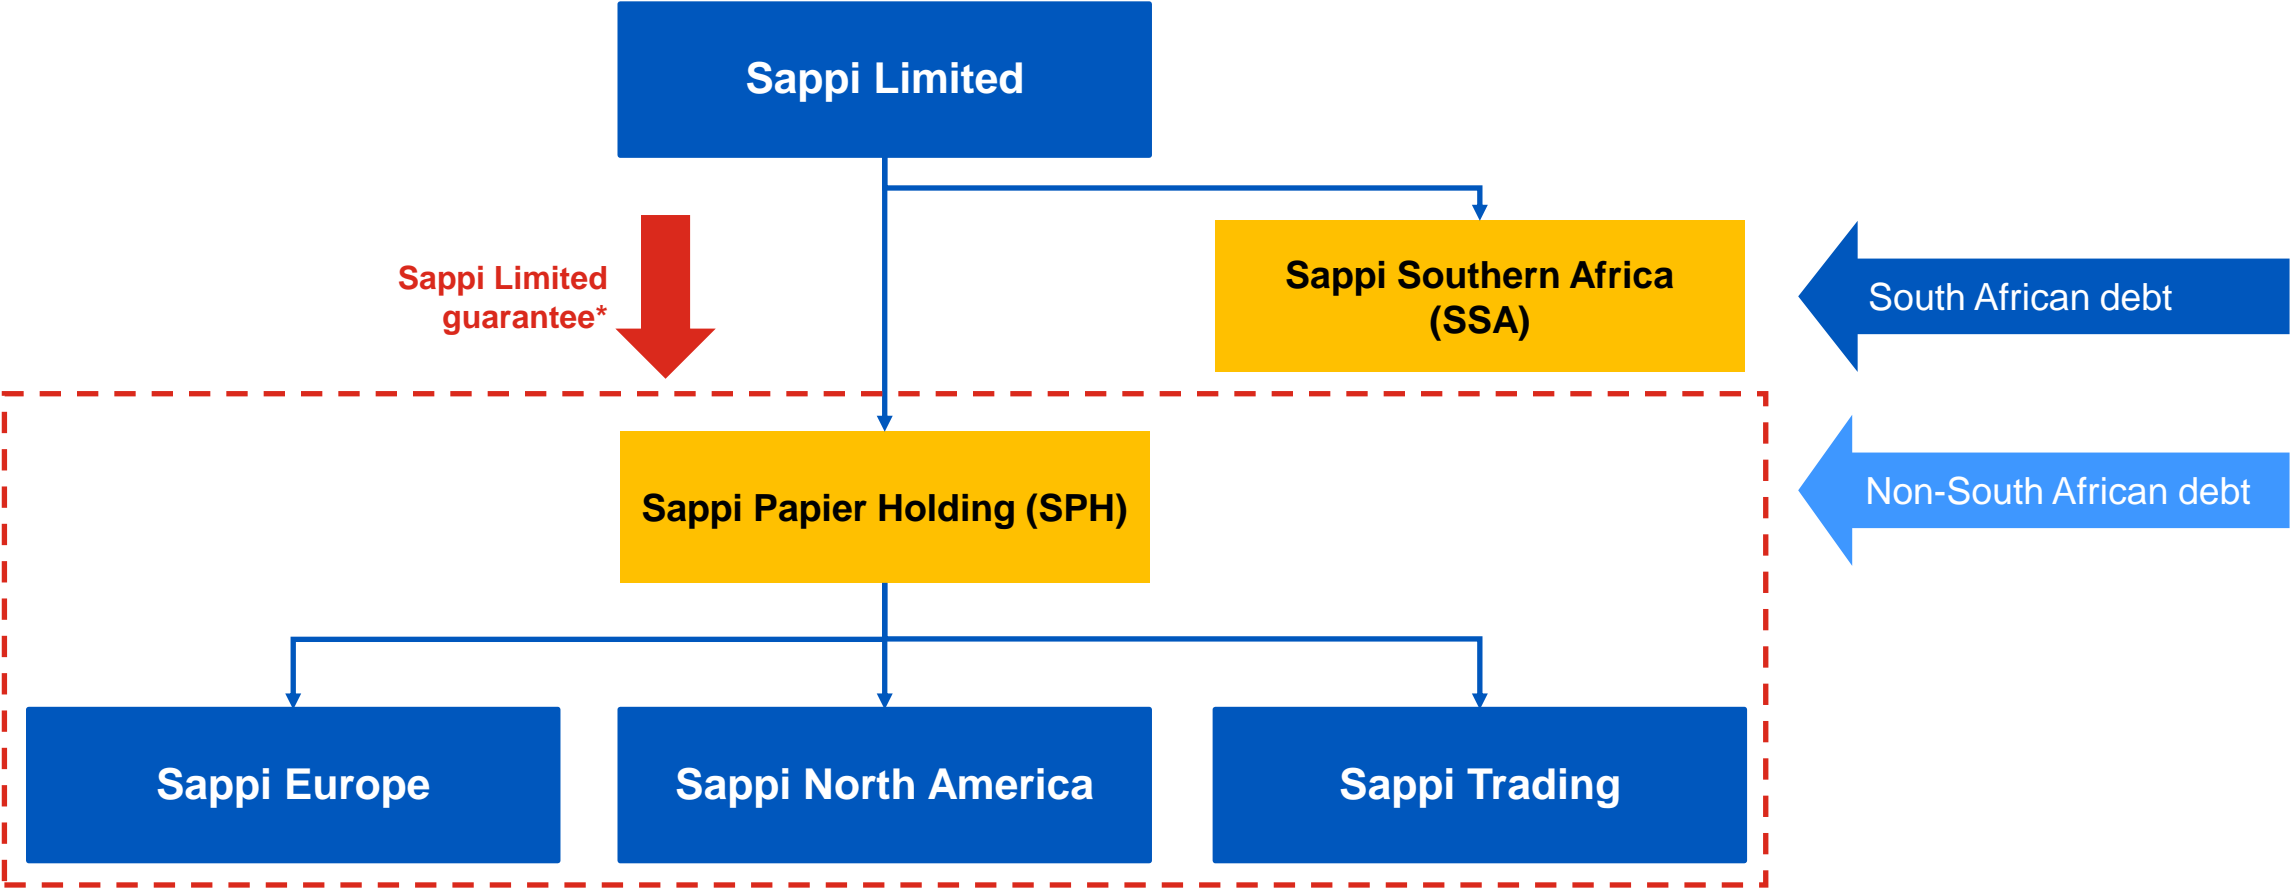 Sappi Limited
Sappi Limited
guarantee*
Sappi Southern Africa
(SSA)
South African debt
Sappi Papier Holding (SPH)
Non-South African debt
Sappi Europe
Sappi North America
Sappi Trading